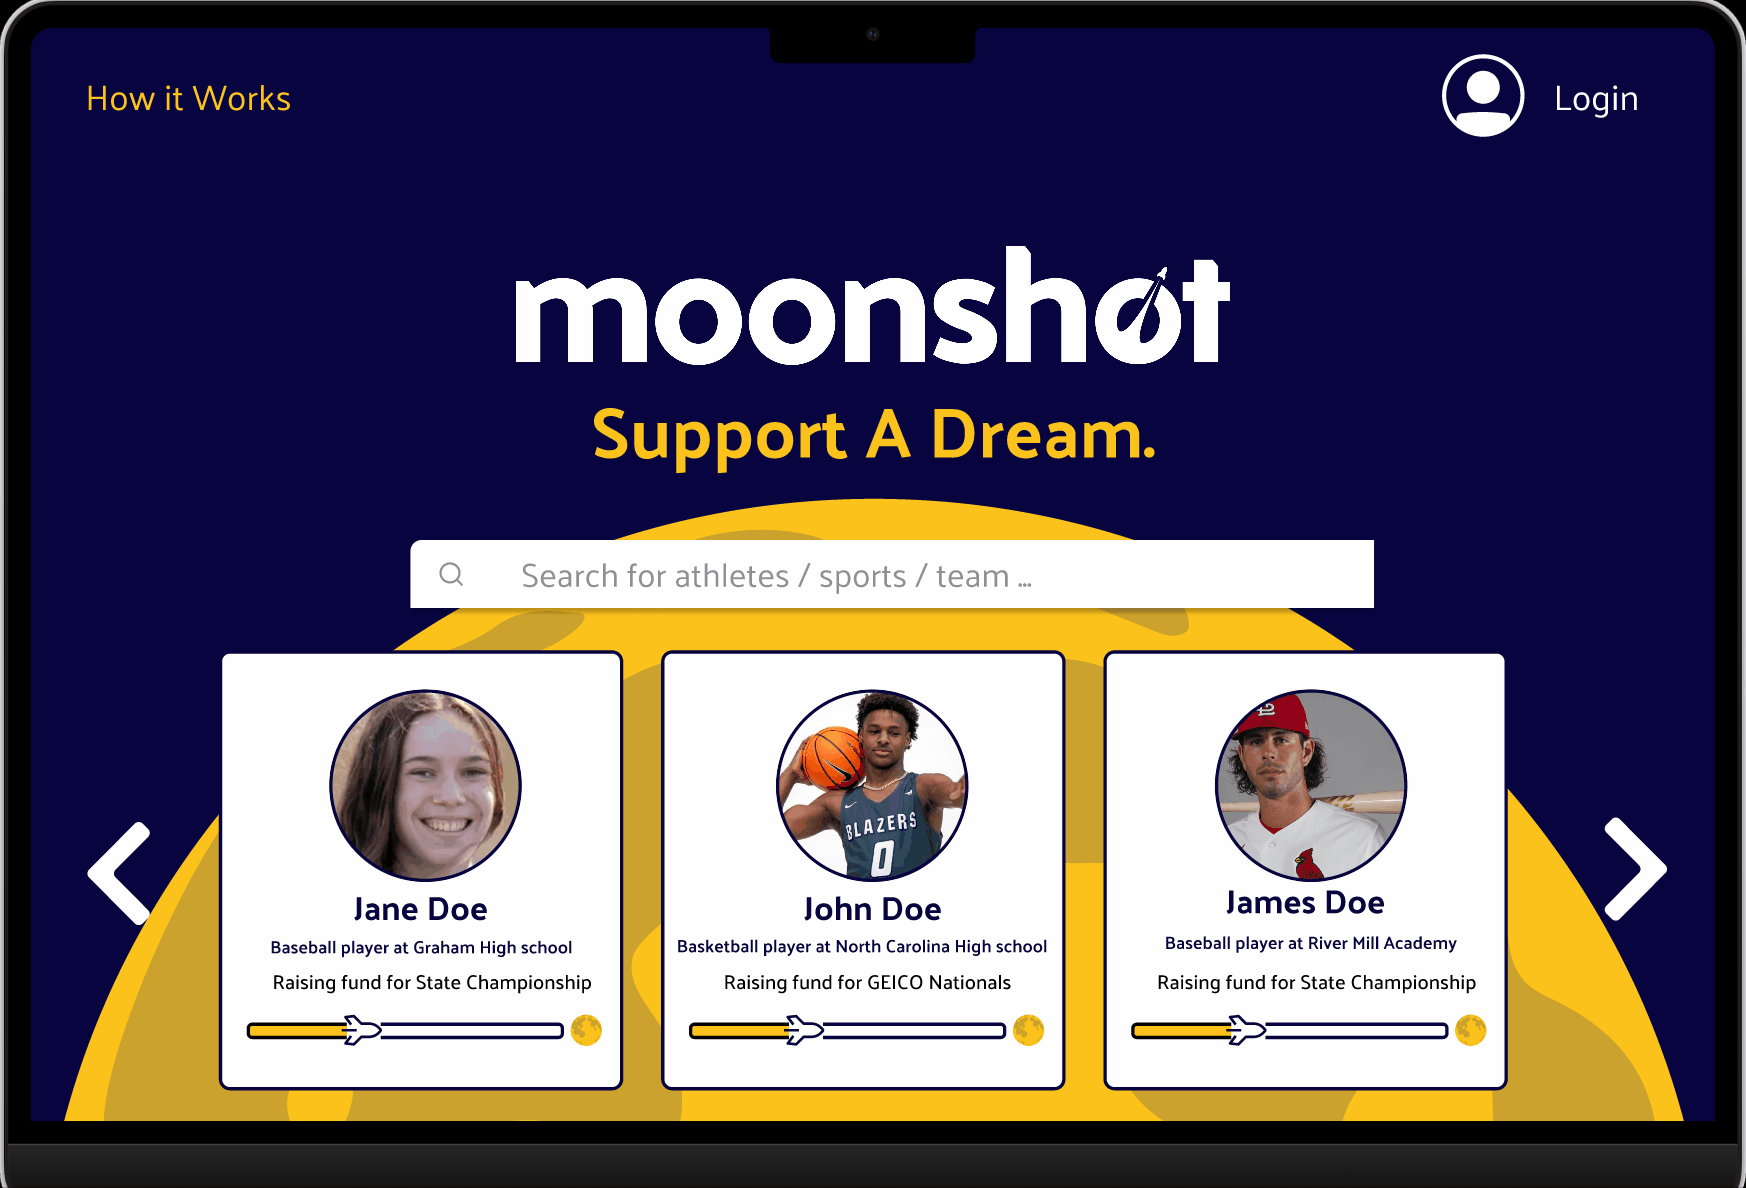 How it Works
Login
moonshot
Support A Dream.
Search for athletes / sports / team ...
BLAZERS
0
Jane Doe
Baseball player at Graham High school
Raising fund for State Championship
John Doe
Basketball player at North Carolina High school
Raising fund for GEICO Nationals
James Doe
Baseball player at River Mill Academy
Raising fund for State Championship